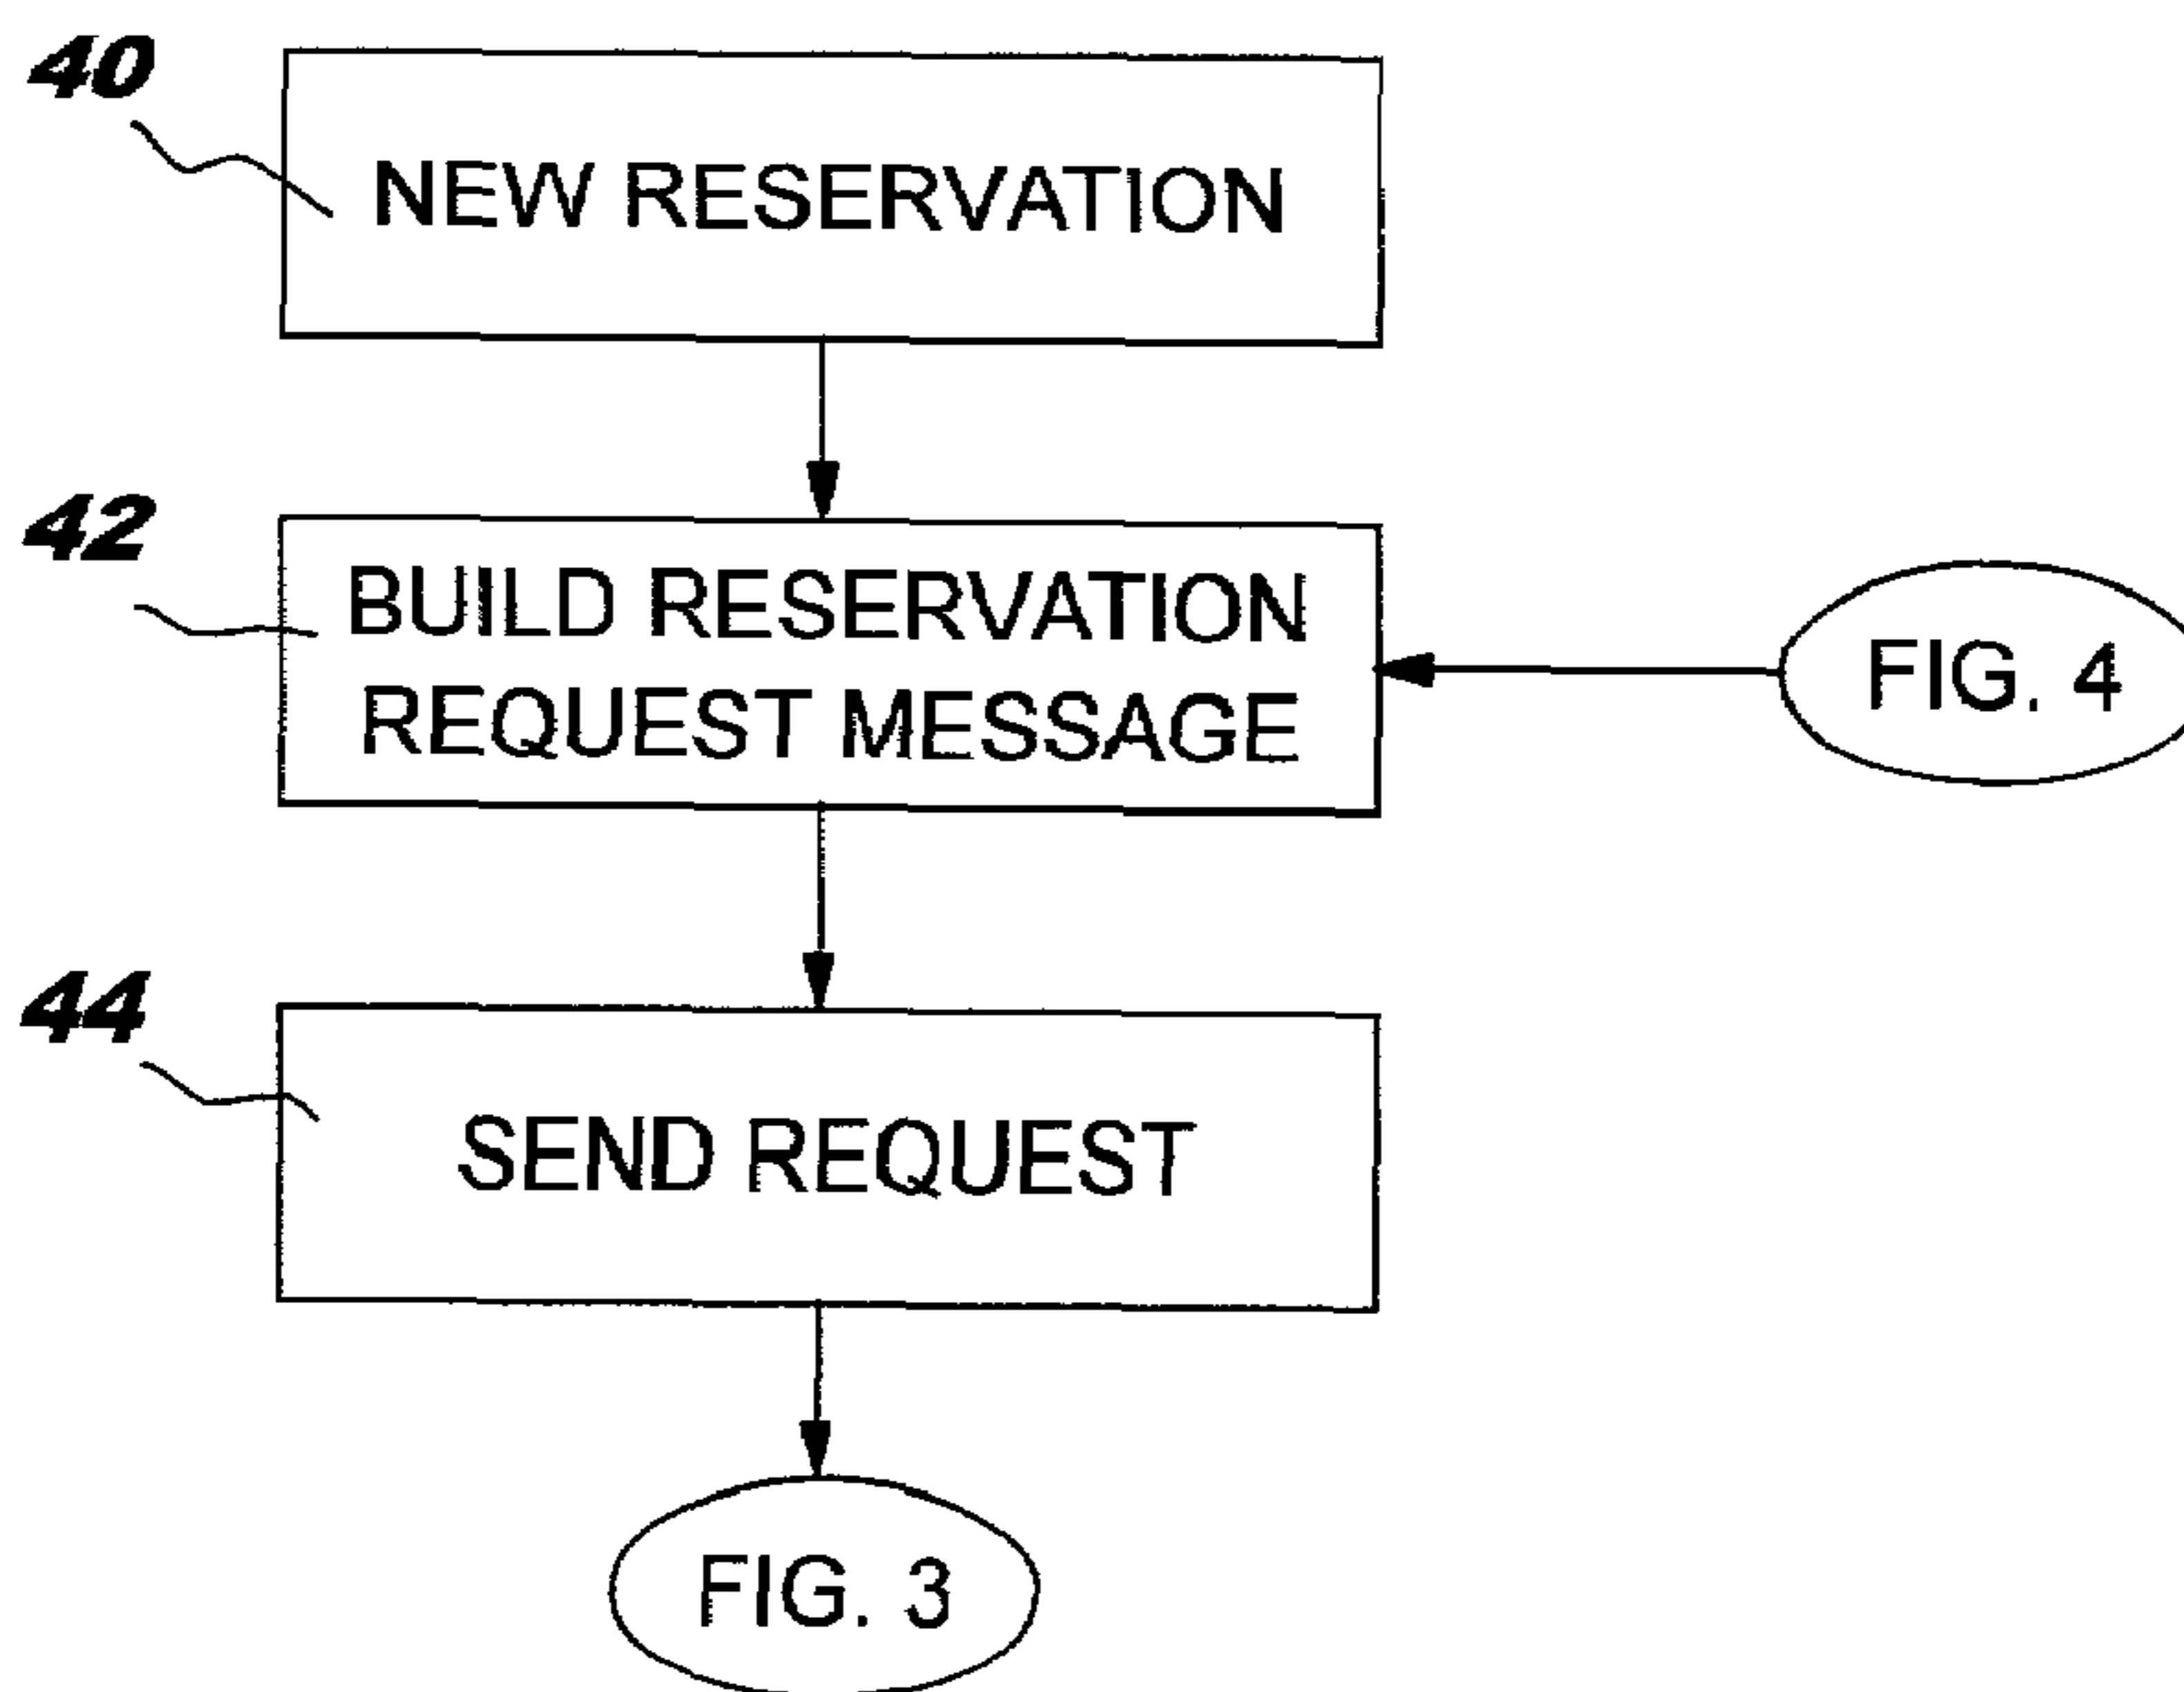 40
NEW RESERVATION
42
BUILD RESERVATION
REQUEST MESSAGE
FIG. 4
44
SEND REQUEST
FIG. 3